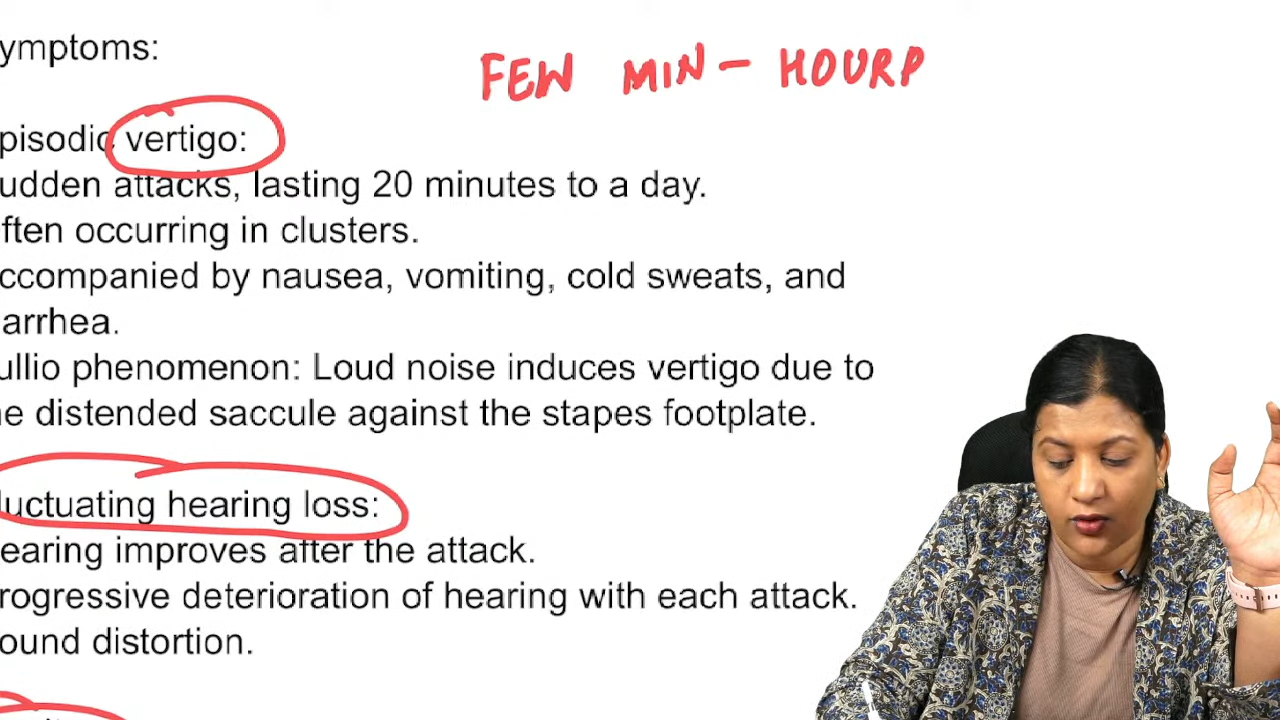 ymptoms:
FEW MIN - HOURP
pisodic vertigo:
udden attacks, lasting 20 minutes to a day.
ften occurring in clusters.
ccompanied by nausea, vomiting, cold sweats, and
arrhea.
ullio phenomenon: Loud noise induces vertigo due to
e distended saccule against the stapes footplate.
luctuating hearing loss:
earing improves after the attack.
rogressive deterioration of hearing with each attack.
ound distortion.